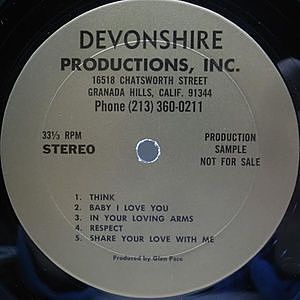 DEVONSHIRE
PRODUCTIONS, INC.
16518 CHATSWORTH STREET
GRANADA HILLS, CALIF. 91344
Phone (213) 360-0211
33⅓ RPM
STEREO
PRODUCTION
SAMPLE
NOT FOR SALE
1. THINK
2. BABY I LOVE YOU
3. IN YOUR LOVING ARMS
4. RESPECT
5. SHARE YOUR LOVE WITH ME
Produced by Glen Pace